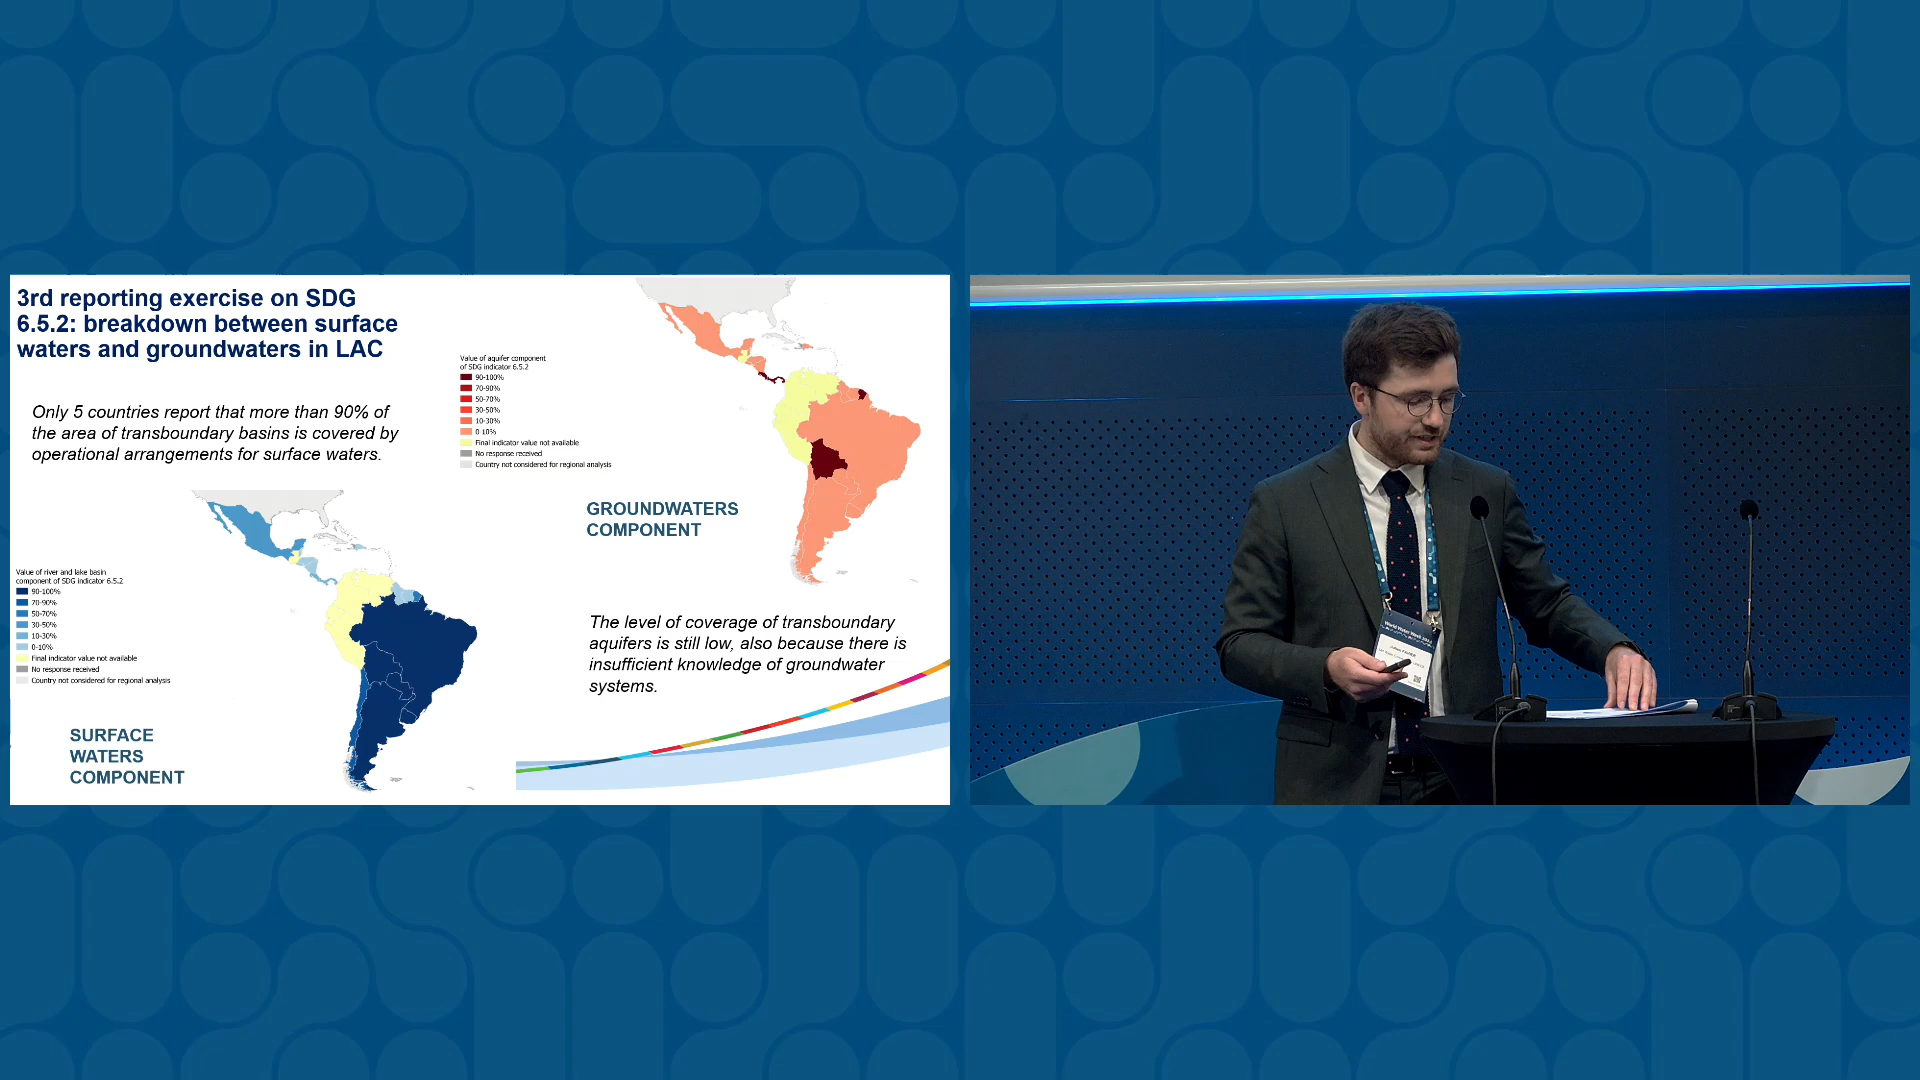 3rd reporting exercise on SDG
6.5.2: breakdown between surface
waters and groundwaters in LAC
Only 5 countries report that more than 90% of
the area of transboundary basins is covered by
operational arrangements for surface waters.
Value of river and lake basin
component of SDG indicator 6.5.2
90-100%
70-90%
50-70%
30-50%
10-30%
0-10%
Final indicator value not available
No response received
Country not considered for regional analysis
SURFACE
WATERS
COMPONENT
Value of aquifer component
of SDG indicator 6.5.2
90-100%
70-90%
50-70%
30-50%
10-30%
0-10%
Final indicator value not available
No response received
Country not considered for regional analysis
GROUNDWATERS
COMPONENT
The level of coverage of transboundary
aquifers is still low, also because there is
insufficient knowledge of groundwater
systems.
World Water Week